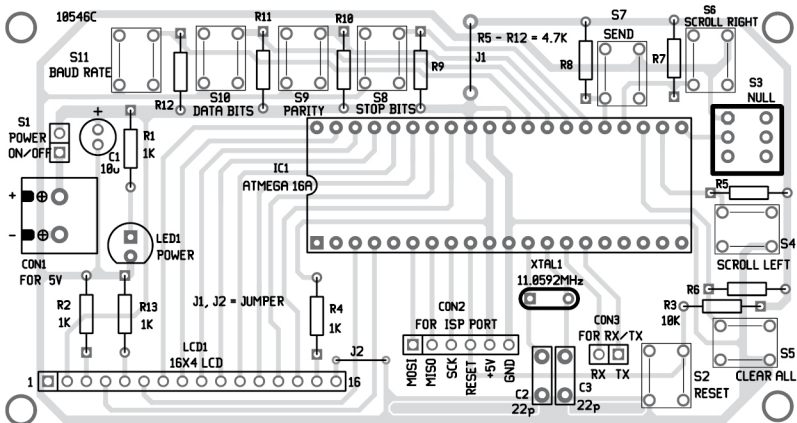 10546C
R11
R10
S7
S6
SCROLL RIGHT
S11
BAUD RATE
R5 - R12 = 4.7K
SEND
J1
R9
R8
R7
S3
NULL
R12
S10
DATA BITS
S9
PARITY
S8
STOP BITS
S1
POWER
ON/OFF
+
C1
10u
R1
1K
IC1
ATMEGA 16A
R5
+
-
LED1
POWER
S4
SCROLL LEFT
CON1
FOR 5V
XTAL1
11.0592MHz
R6
R2
1K
R13
1K
J1, J2 = JUMPER
R4
1K
CON2
FOR ISP PORT
CON3
FOR RX/TX
R3
10K
LCD1
16X4 LCD
J2
RX TX
S5
CLEAR ALL
1
16
MOSI
MISO
SCK
RESET
+5V
GND
C2
22p
C3
22p
S2
RESET